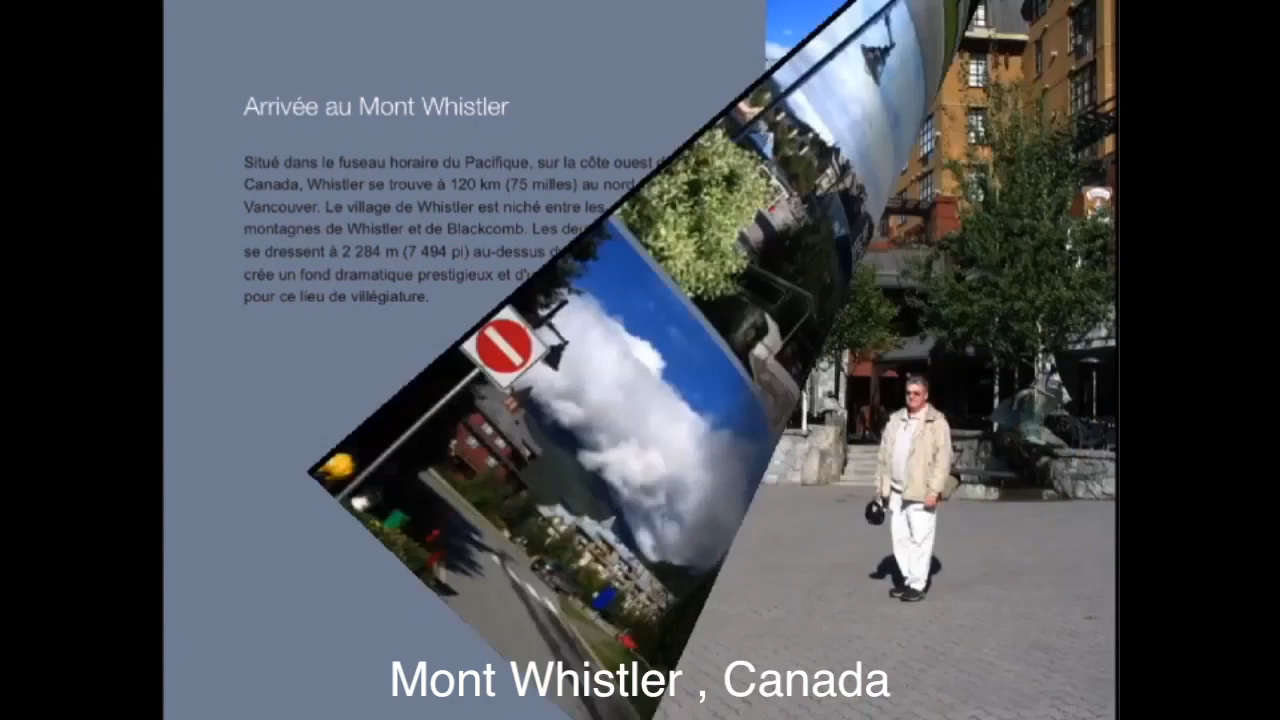 Arrivée au Mont Whistler
Situé dans le fuseau horaire du Pacifique, sur la côte ouest
Canada, Whistler se trouve à 120 km (75 milles) au nord
Vancouver. Le village de Whistler est niché entre les
montagnes de Whistler et de Blackcomb. Les
se dressent à 2 284 m (7 494 pi) au-dessus
crée un fond dramatique prestigieux et
pour ce lieu de villégiature.
Mont Whistler , Canada